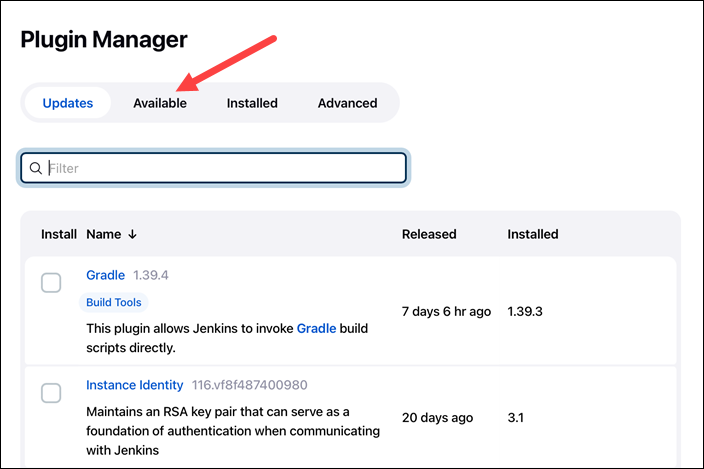 Plugin Manager
Updates Available Installed Advanced
Filter
Install Name ↓ Released Installed
Gradle 1.39.4
Build Tools
7 days 6 hr ago 1.39.3
This plugin allows Jenkins to invoke Gradle build
scripts directly.
Instance Identity 116.vf8f487400980
Maintains an RSA key pair that can serve as a
foundation of authentication when communicating
with Jenkins
20 days ago 3.1